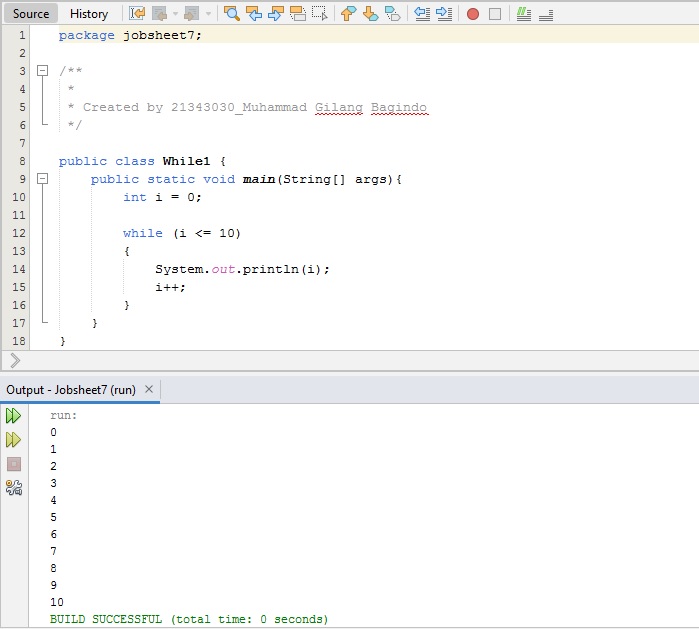 Source History
1 package jobsheet7;
2
3 /**
4 *
5 * Created by 21343030_Muhammad Gilang Bagindo
6 */
7
8 public class While1 {
9 public static void main(String[] args){
10 int i = 0;
11
12 while (i <= 10)
13 {
14 System.out.println(i);
15 i++;
16 }
17 }
18 }
Output - Jobsheet7 (run) ×
run:
0
1
2
3
4
5
6
7
8
9
10
BUILD SUCCESSFUL (total time: 0 seconds)